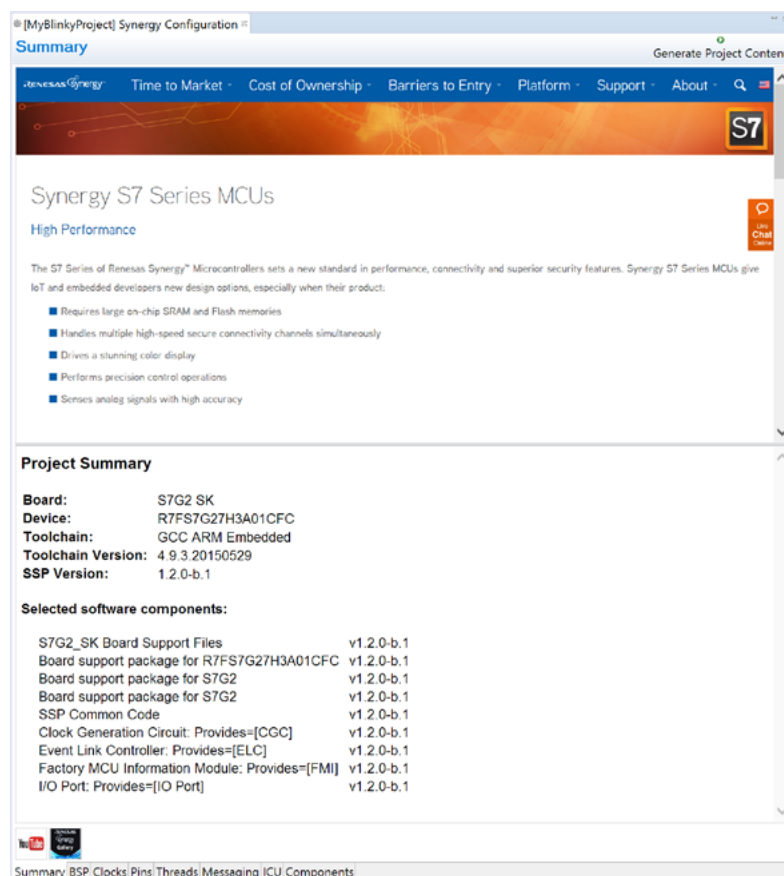 [MyBlinkyProject] Synergy Configuration
Summary
Generate Project Conten
RENESAS Synergy Time to Market Cost of Ownership Barriers to Entry Platform Support About
S7
Synergy S7 Series MCUs
High Performance
Live
Chat
Online
The S7 Series of Renesas Synergy™ Microcontrollers sets a new standard in performance, connectivity and superior security features. Synergy S7 Series MCUs give
IoT and embedded developers new design options, especially when their product:
Requires large on-chip SRAM and Flash memories
Handles multiple high-speed secure connectivity channels simultaneously
Drives a stunning color display
Performs precision control operations
Senses analog signals with high accuracy
Project Summary
Board: S7G2 SK
Device: R7FS7G27H3A01CFC
Toolchain: GCC ARM Embedded
Toolchain Version: 4.9.3.20150529
SSP Version: 1.2.0-b.1
Selected software components:
S7G2_SK Board Support Files v1.2.0-b.1
Board support package for R7FS7G27H3A01CFC v1.2.0-b.1
Board support package for S7G2 v1.2.0-b.1
Board support package for S7G2 v1.2.0-b.1
SSP Common Code v1.2.0-b.1
Clock Generation Circuit: Provides=[CGC] v1.2.0-b.1
Event Link Controller: Provides=[ELC] v1.2.0-b.1
Factory MCU Information Module: Provides=[FMI] v1.2.0-b.1
I/O Port: Provides=[IO Port] v1.2.0-b.1
You Tube
RENESAS
Synergy
Gallery
Summary BSP Clocks Pins Threads Messaging ICU Components